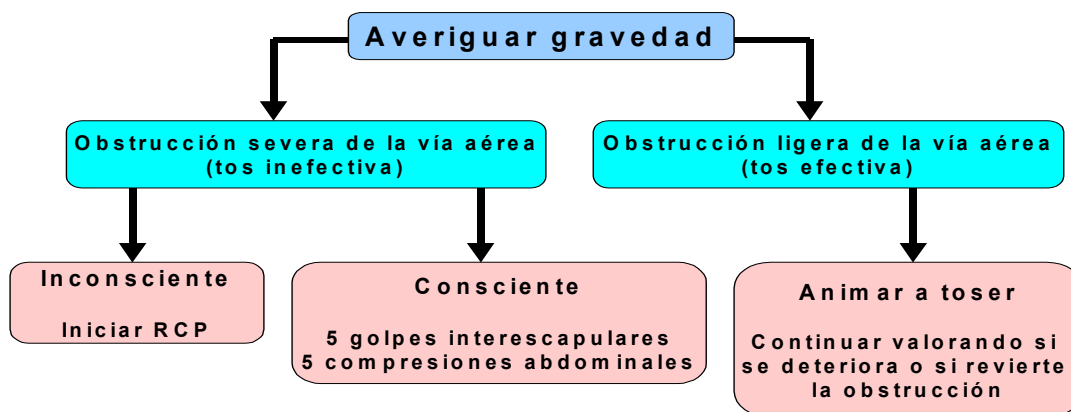 Averiguar gravedad
Obstrucción severa de la vía aérea
(tos inefectiva)
Obstrucción ligera de la vía aérea
(tos efectiva)
Inconsciente
Iniciar RCP
Consciente
5 golpes interescapulares
5 compresiones abdominales
Animar a toser
Continuar valorando si
se deteriora o si revierte
la obstrucción